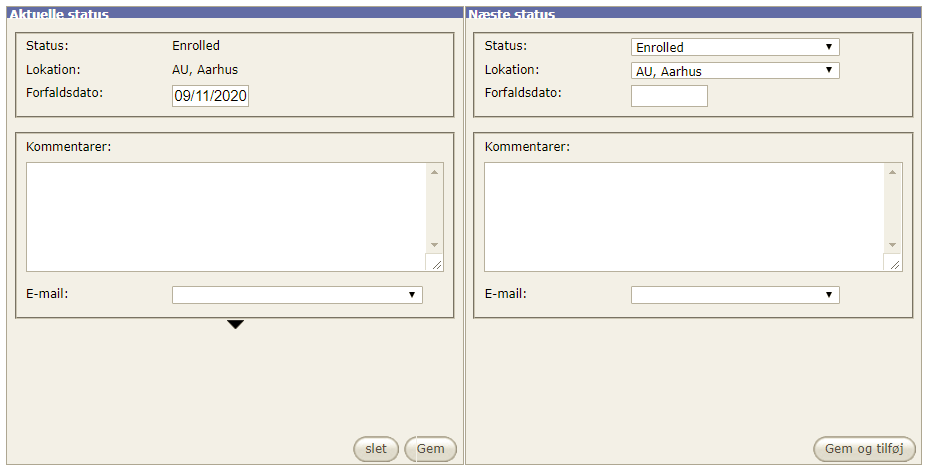 Aktuelle status
Status: Enrolled
Lokation: AU, Aarhus
Forfaldsdato: 09/11/2020
Kommentarer:
E-mail:
slet Gem
Næste status
Status: Enrolled
Lokation: AU, Aarhus
Forfaldsdato:
Kommentarer:
E-mail:
Gem og tilføj